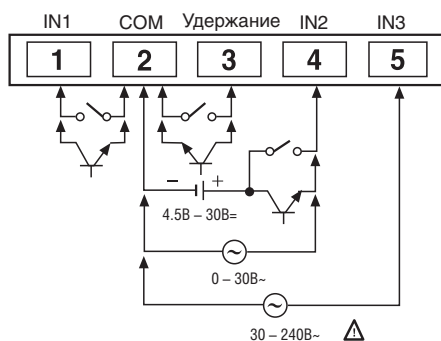 IN1 COM Удержание IN2 IN3
1 2 3 4 5
– +
4.5В – 30В=
0 – 30В~
30 – 240В~